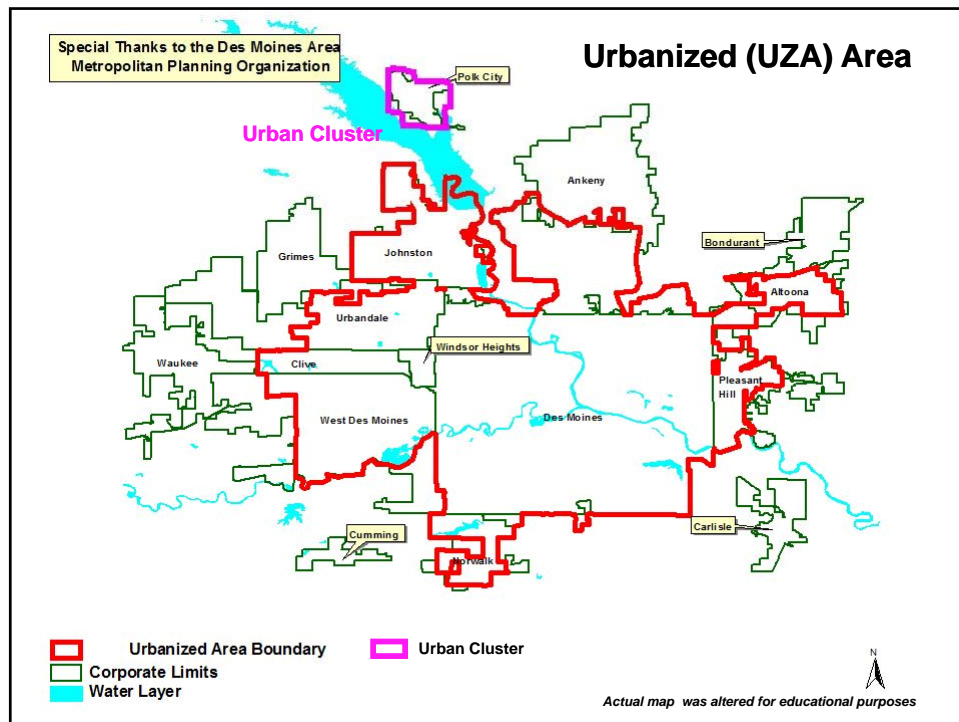 Special Thanks to the Des Moines Area
Metropolitan Planning Organization
Urbanized (UZA) Area
Polk City
Urban Cluster
Ankeny
Bondurant
Johnston
Grimes
Altoona
Urbandale
Windsor Heights
Waukee
Clive
Pleasant
Hill
West Des Moines
Des Moines
Carlisle
Cumming
Norwalk
Urbanized Area Boundary
Urban Cluster
Corporate Limits
Water Layer
N
Actual map was altered for educational purposes